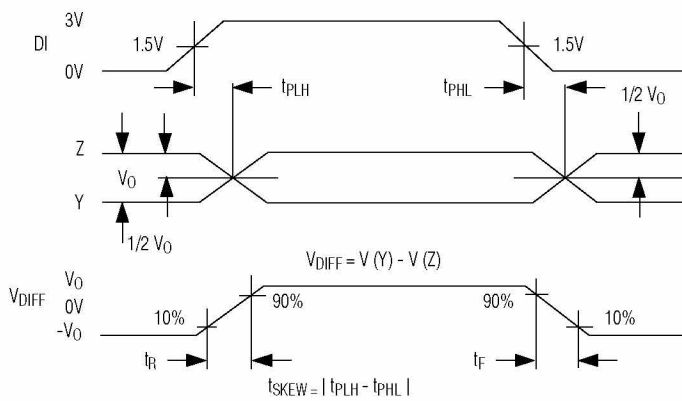 3V
DI
1.5V
1.5V
0V
tPLH
tPHL
1/2 VO
Z
VO
Y
1/2 VO
VDIFF = V (Y) - V (Z)
VO
VDIFF
0V
-VO
10%
90%
90%
10%
tR
tF
tSKEW = | tPLH - tPHL |